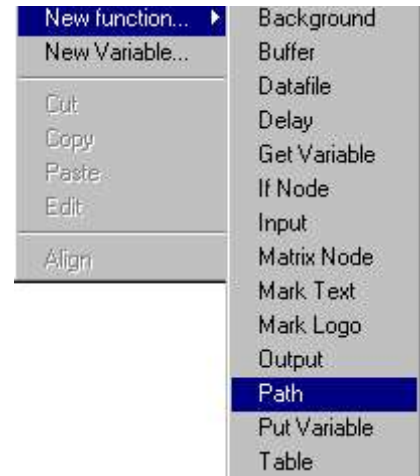 New function...
New Variable...
Cut
Copy
Paste
Edit
Align
Background
Buffer
Datafile
Delay
Get Variable
If Node
Input
Matrix Node
Mark Text
Mark Logo
Output
Path
Put Variable
Table